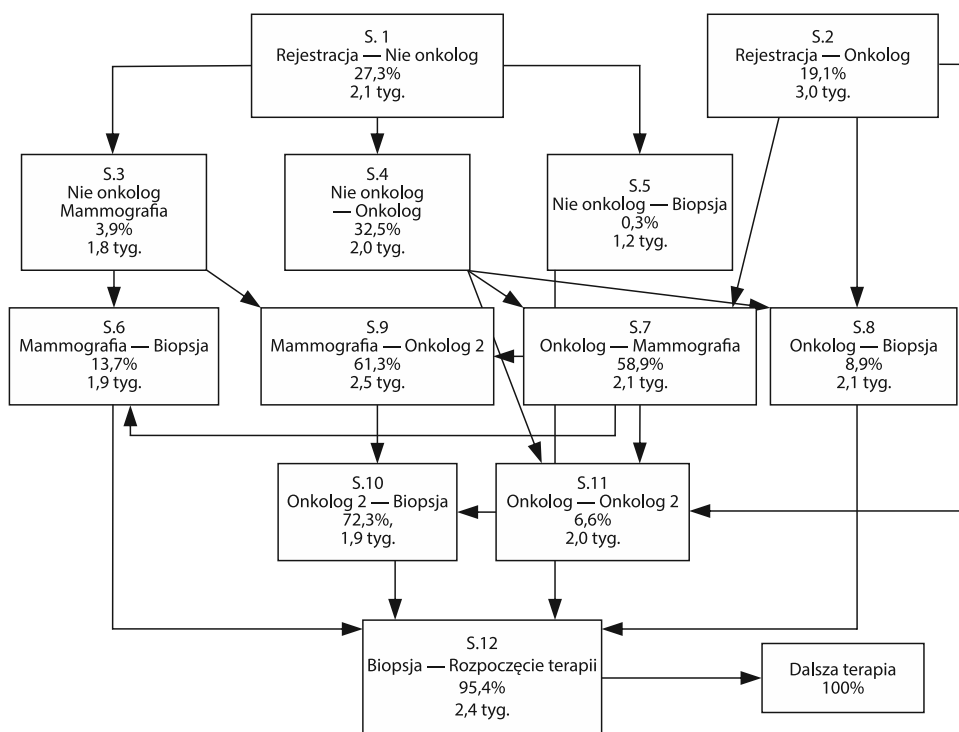 S. 1
Rejestracja — Nie onkolog
27,3%
2,1 tyg.
S.2
Rejestracja — Onkolog
19,1%
3,0 tyg.
S.3
Nie onkolog
Mammografia
3,9%
1,8 tyg.
S.4
Nie onkolog
— Onkolog
32,5%
2,0 tyg.
S.5
Nie onkolog — Biopsja
0,3%
1,2 tyg.
S.6
Mammografia — Biopsja
13,7%
1,9 tyg.
S.9
Mammografia — Onkolog 2
61,3%
2,5 tyg.
S.7
Onkolog — Mammografia
58,9%
2,1 tyg.
S.8
Onkolog — Biopsja
8,9%
2,1 tyg.
S.10
Onkolog 2 — Biopsja
72,3%,
1,9 tyg.
S.11
Onkolog — Onkolog 2
6,6%
2,0 tyg.
S.12
Biopsja — Rozpoczęcie terapii
95,4%
2,4 tyg.
Dalsza terapia
100%